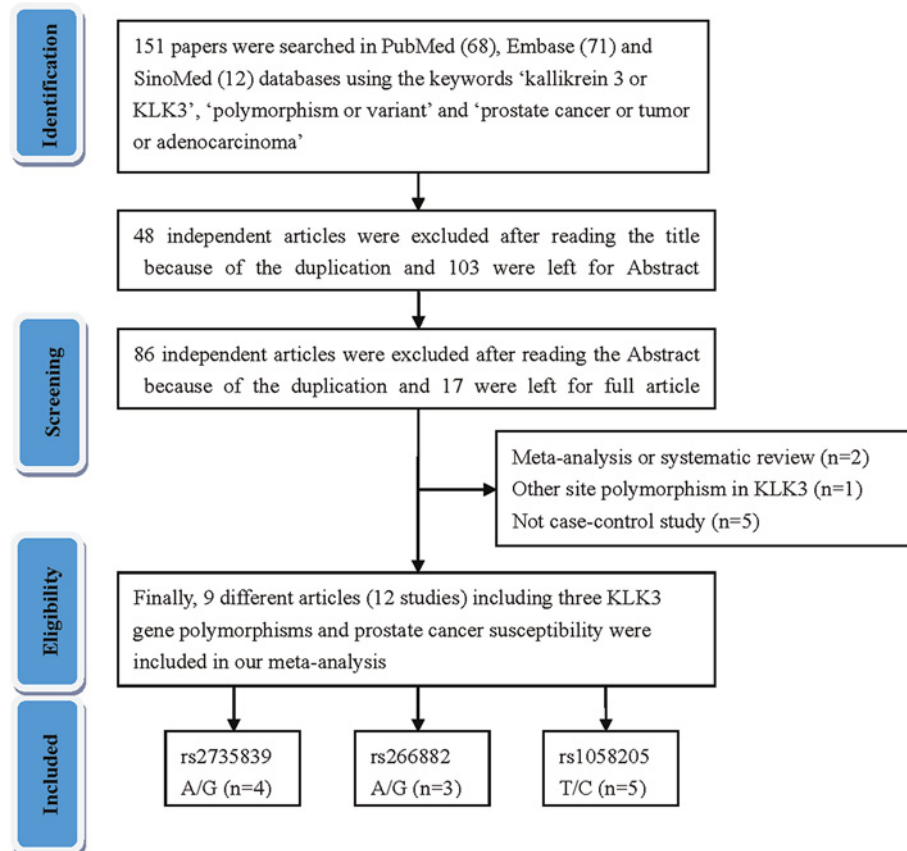 Identification
151 papers were searched in PubMed (68), Embase (71) and
SinoMed (12) databases using the keywords ‘kallikrein 3 or
KLK3’, ‘polymorphism or variant’ and ‘prostate cancer or tumor
or adenocarcinoma’
48 independent articles were excluded after reading the title
because of the duplication and 103 were left for Abstract
Screening
86 independent articles were excluded after reading the Abstract
because of the duplication and 17 were left for full article
Meta-analysis or systematic review (n=2)
Other site polymorphism in KLK3 (n=1)
Not case-control study (n=5)
Eligibility
Finally, 9 different articles (12 studies) including three KLK3
gene polymorphisms and prostate cancer susceptibility were
included in our meta-analysis
Included
rs2735839
A/G (n=4)
rs266882
A/G (n=3)
rs1058205
T/C (n=5)